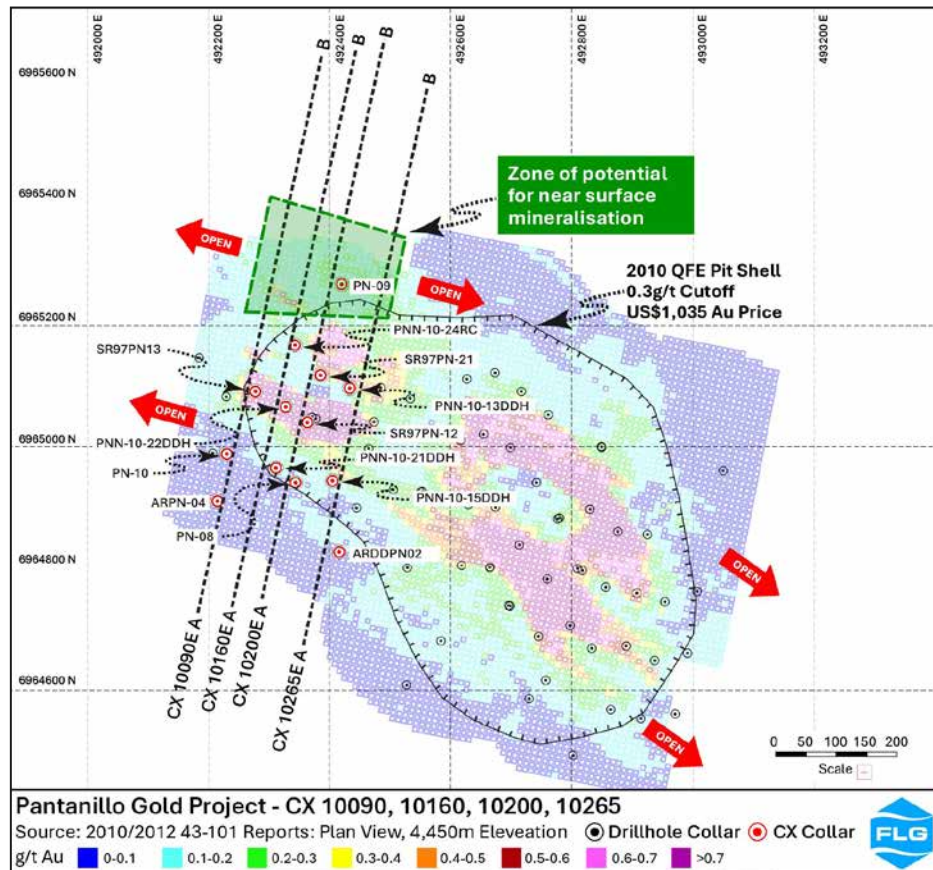 492000 E
492200 E
492400 E
492600 E
492800 E
493000 E
493200 E
6965600 N
6965400 N
6965200 N
6965000 N
6964800 N
6964600 N
B
B
B
B
Zone of potential
for near surface
mineralisation
OPEN
OPEN
2010 QFE Pit Shell
0.3g/t Cutoff
US$1,035 Au Price
PN-09
PNN-10-24RC
SR97PN13
SR97PN-21
PNN-10-13DDH
OPEN
SR97PN-12
PNN-10-22DDH
PNN-10-21DDH
PN-10
PNN-10-15DDH
ARPN-04
PN-08
ARDDPN02
OPEN
CX 10090E A
CX 10160E A
CX 10200E A
CX 10265E A
OPEN
0 50 100 150 200
Scale
Pantanillo Gold Project - CX 10090, 10160, 10200, 10265
Source: 2010/2012 43-101 Reports: Plan View, 4,450m Eleveation Drillhole Collar CX Collar
g/t Au 0-0.1 0.1-0.2 0.2-0.3 0.3-0.4 0.4-0.5 0.5-0.6 0.6-0.7 >0.7
FLG